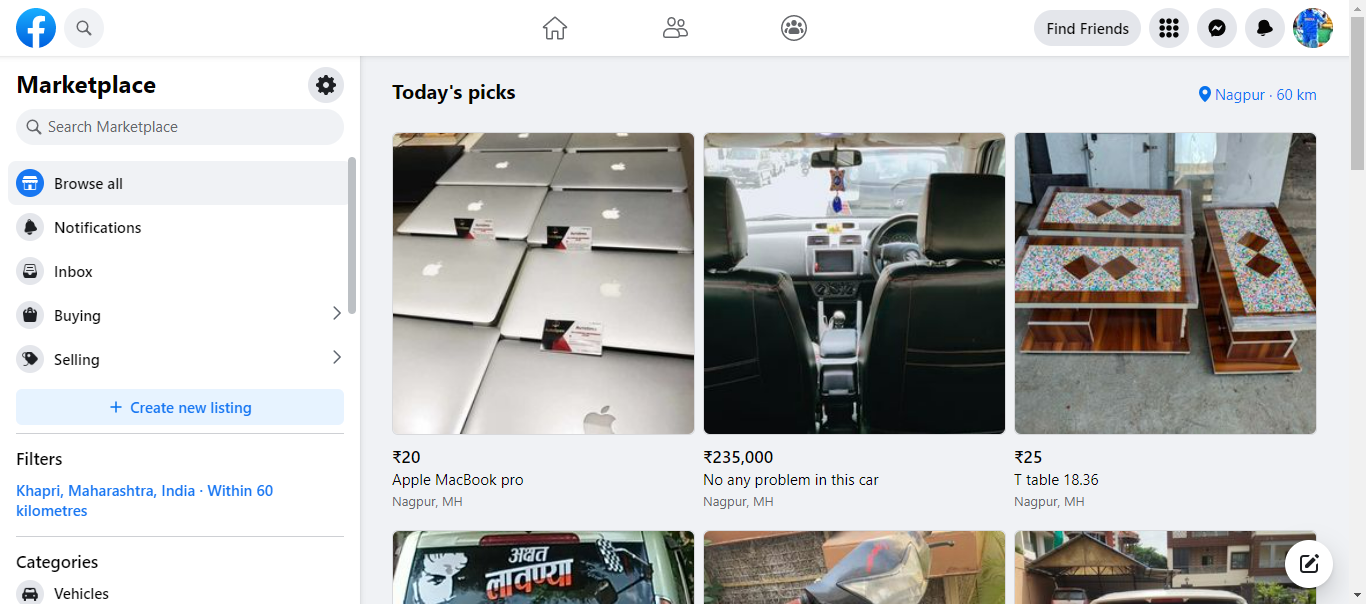 Find Friends
Marketplace
Search Marketplace
Browse all
Notifications
Inbox
Buying
Selling
+ Create new listing
Filters
Khapri, Maharashtra, India · Within 60
kilometres
Categories
Vehicles
Today's picks
Nagpur · 60 km
₹20
Apple MacBook pro
Nagpur, MH
₹235,000
No any problem in this car
Nagpur, MH
₹25
T table 18.36
Nagpur, MH
अक्षत
लावण्या